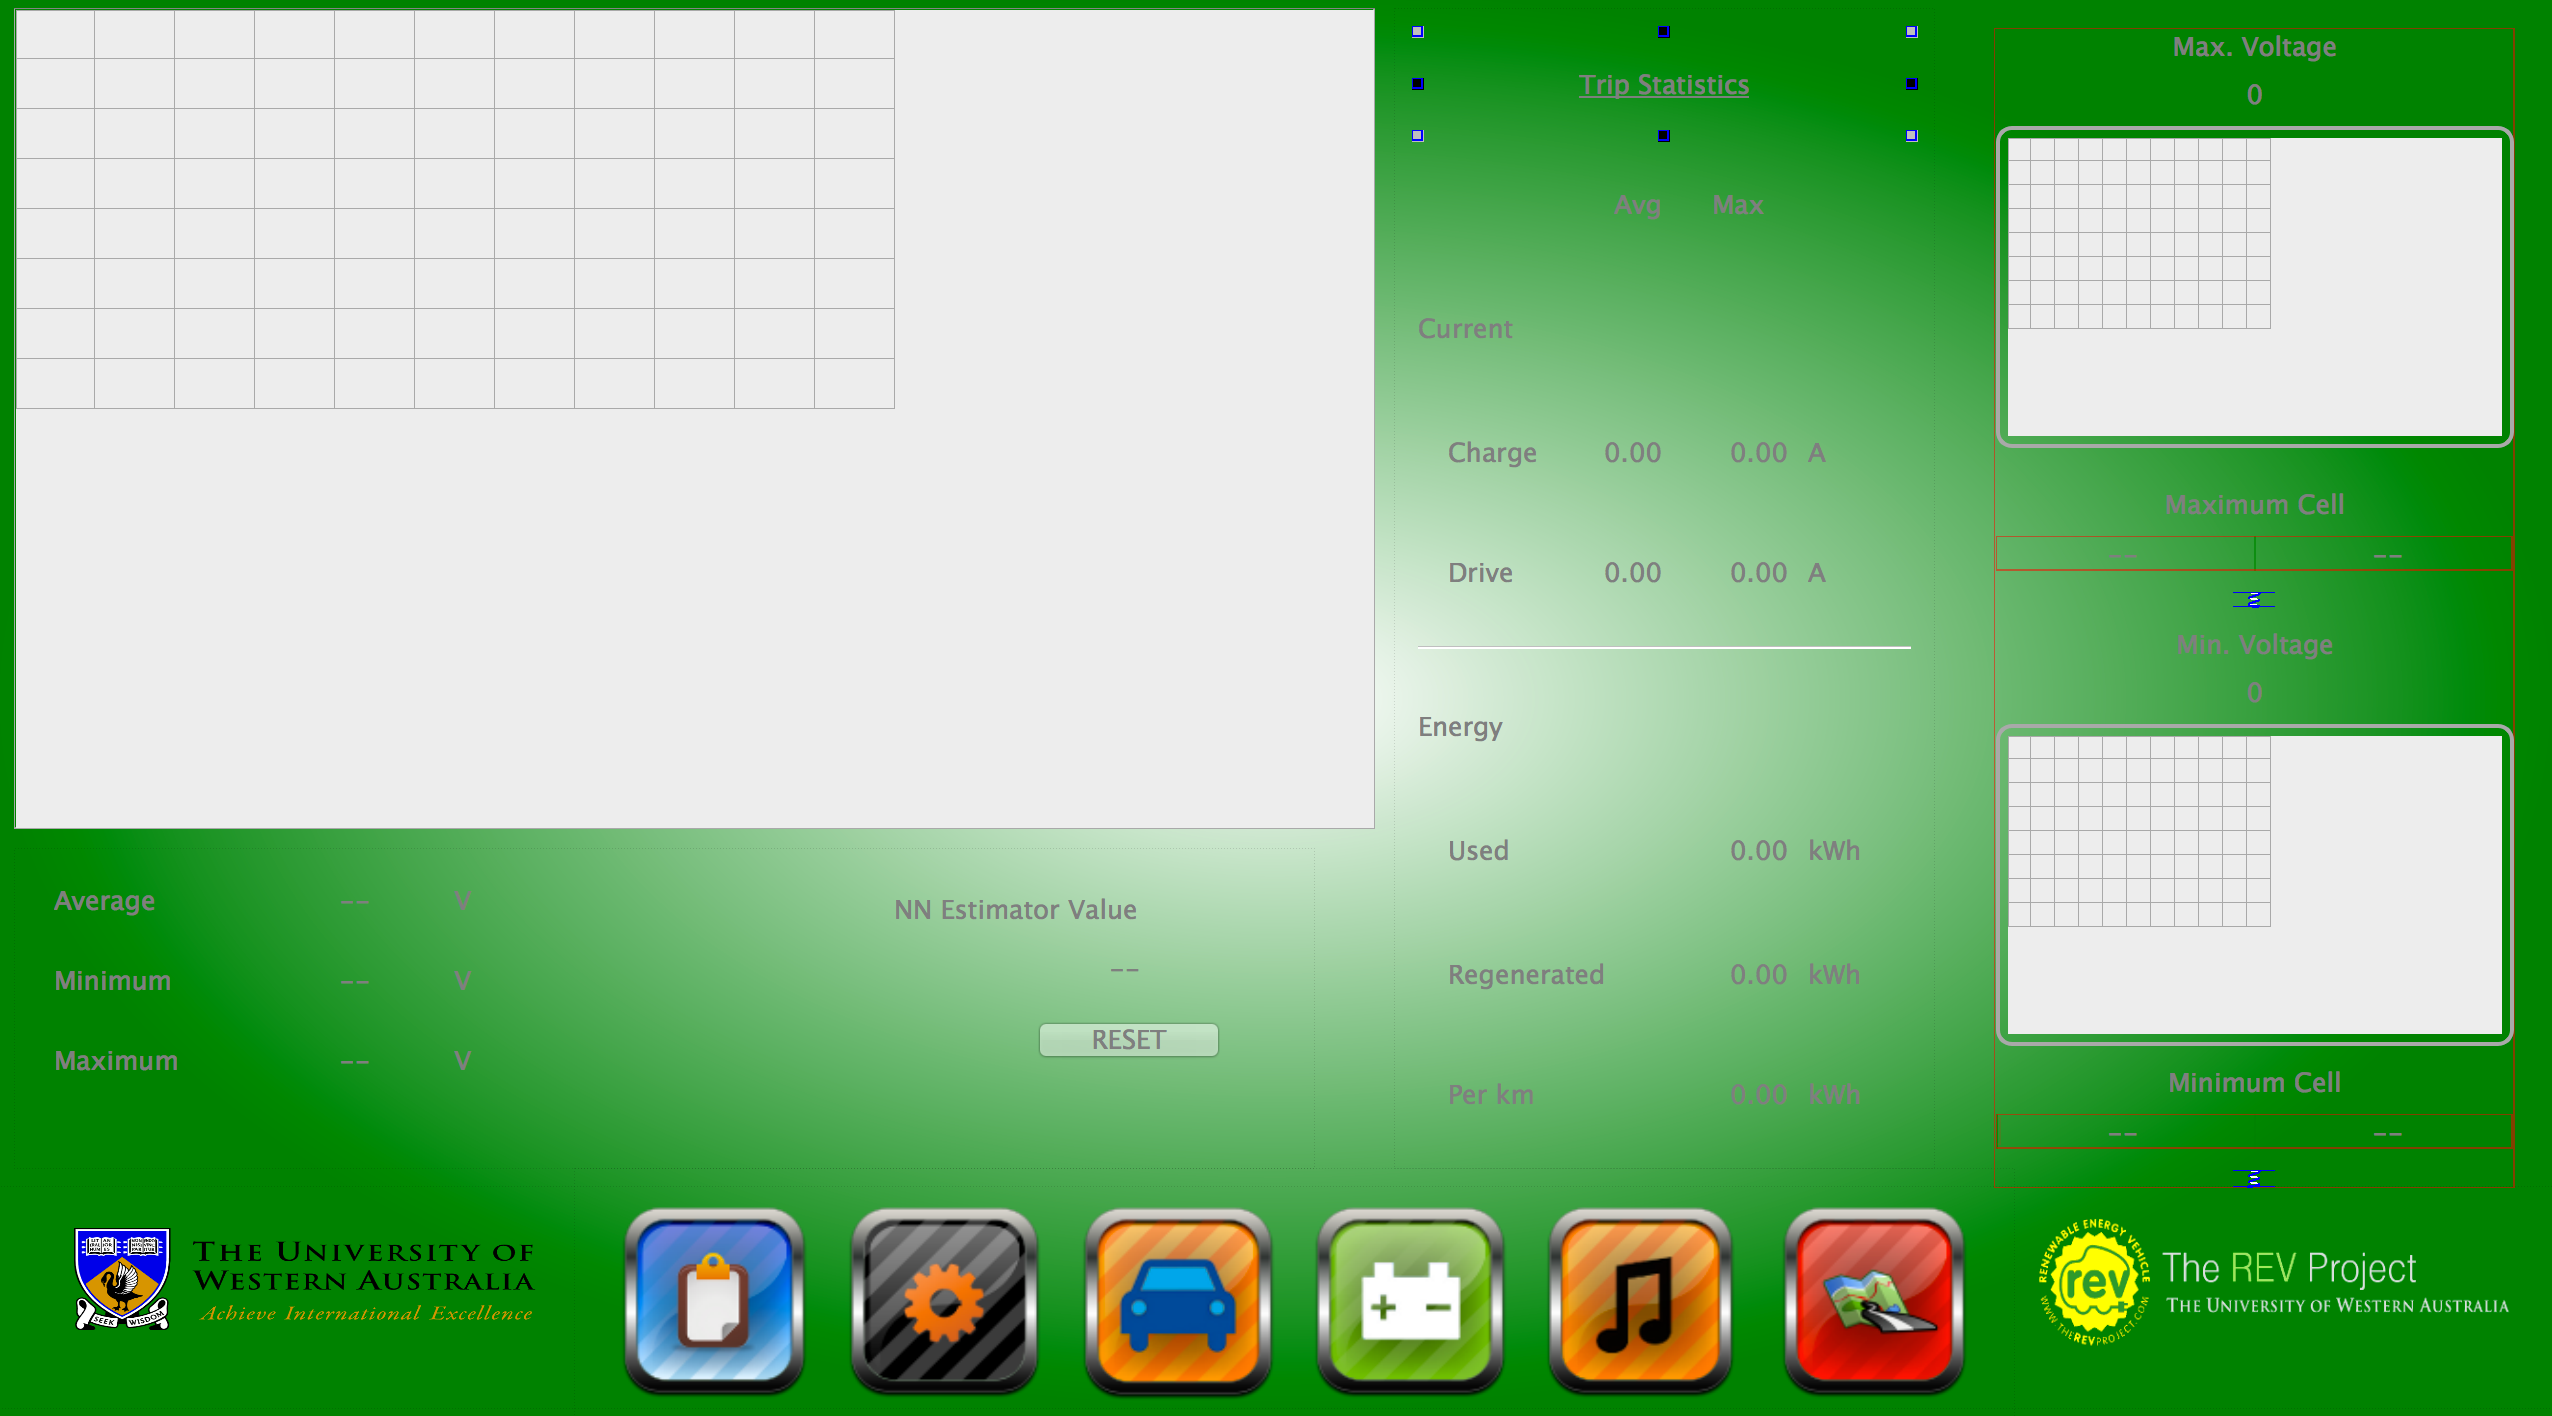 Trip Statistics
Avg Max
Current
Charge 0.00 0.00 A
Drive 0.00 0.00 A
Energy
Used 0.00 kWh
Regenerated 0.00 kWh
Per km 0.00 kWh
Max. Voltage
0
Maximum Cell
-- --
Min. Voltage
0
Minimum Cell
-- --
Average -- V
Minimum -- V
Maximum -- V
NN Estimator Value
--
RESET
THE UNIVERSITY OF
WESTERN AUSTRALIA
Achieve International Excellence
SEEK WISDOM
RENEWABLE ENERGY VEHICLE
rev
WWW.THEREVPROJECT.COM
The REV Project
THE UNIVERSITY OF WESTERN AUSTRALIA